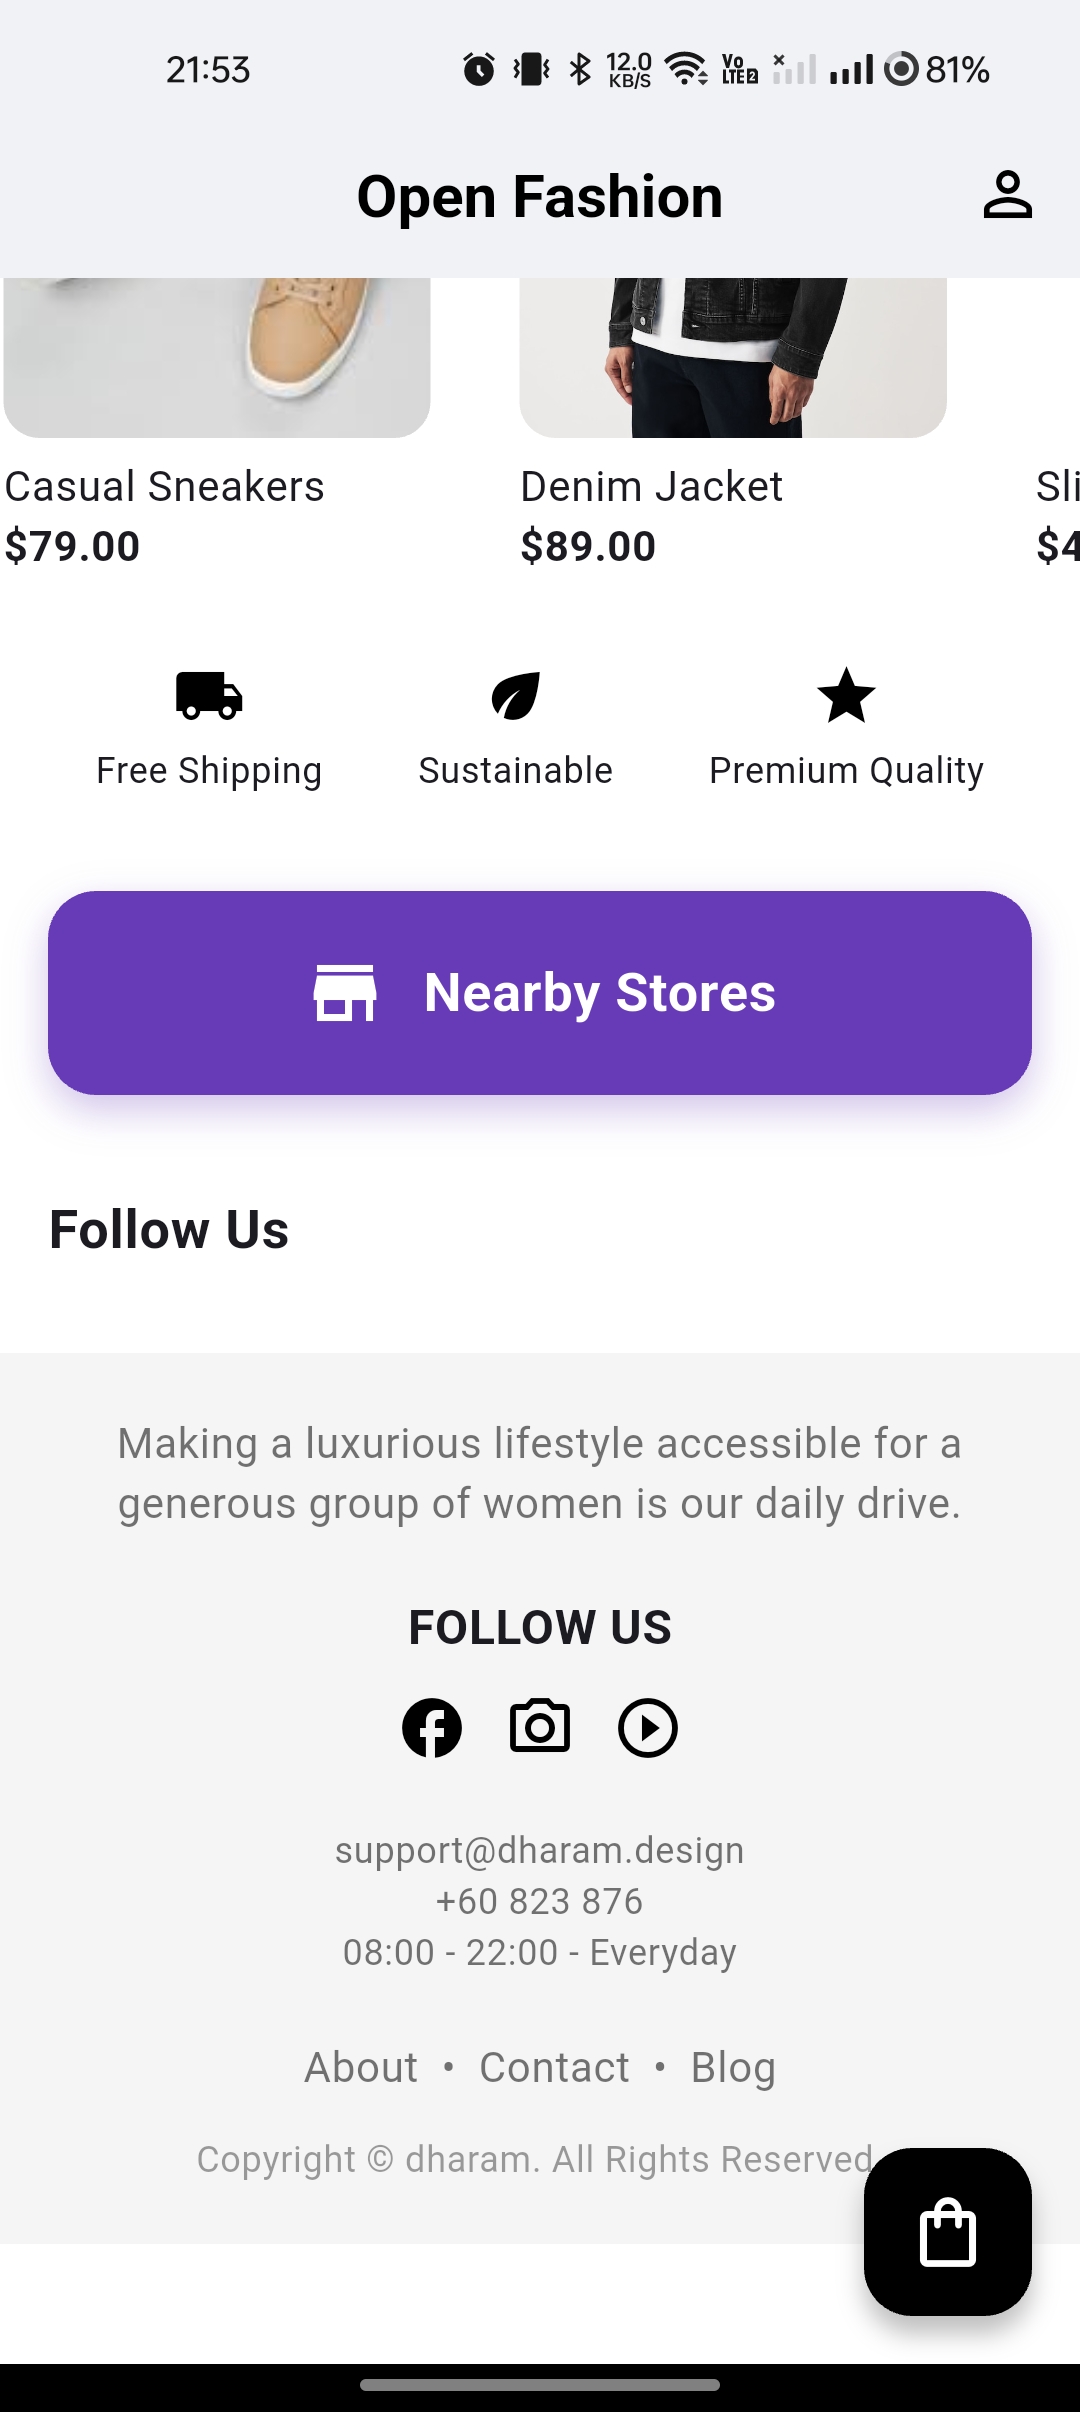 21:53 12.0 KB/S Vo LTE 2 81%
Open Fashion
Casual Sneakers Denim Jacket Sli
$79.00 $89.00 $4
Free Shipping Sustainable Premium Quality
Nearby Stores
Follow Us
Making a luxurious lifestyle accessible for a
generous group of women is our daily drive.
FOLLOW US
support@dharam.design
+60 823 876
08:00 - 22:00 - Everyday
About • Contact • Blog
Copyright © dharam. All Rights Reserved